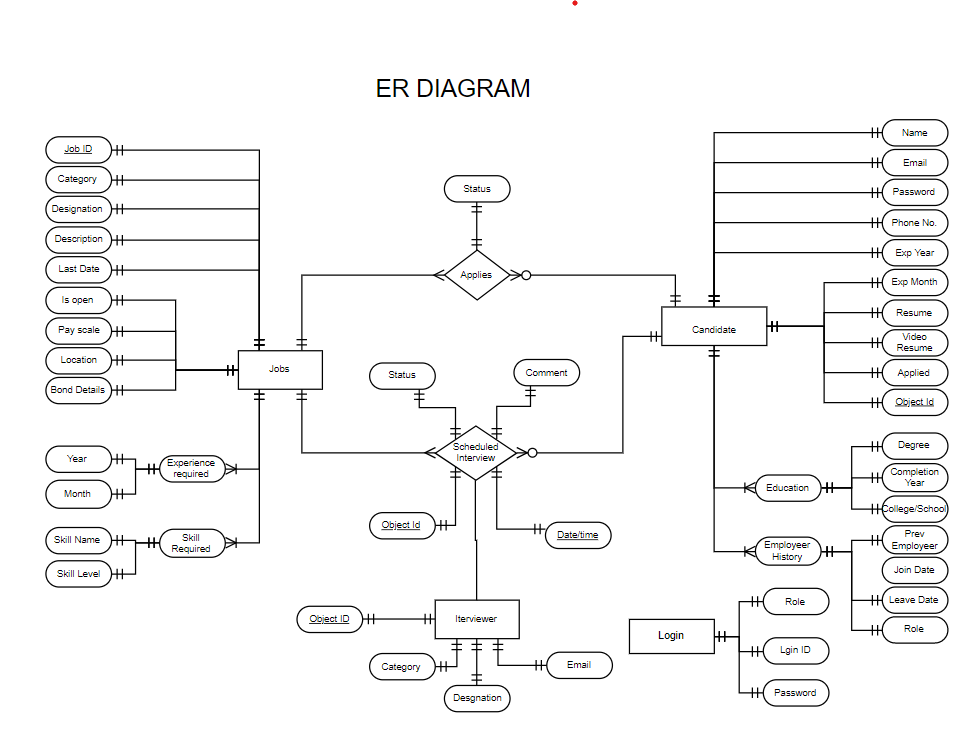 ER DIAGRAM
Job ID
Category
Designation
Description
Last Date
Is open
Pay scale
Location
Bond Details
Jobs
Year
Month
Experience
required
Skill Name
Skill Level
Skill
Required
Status
Applies
Status
Comment
Scheduled
Interview
Object Id
Date/time
Object ID
Iterviewer
Category
Email
Desgnation
Candidate
Name
Email
Password
Phone No.
Exp Year
Exp Month
Resume
Video
Resume
Applied
Object Id
Education
Degree
Completion
Year
College/School
Employeer
History
Prev
Employeer
Join Date
Leave Date
Role
Login
Role
Lgin ID
Password